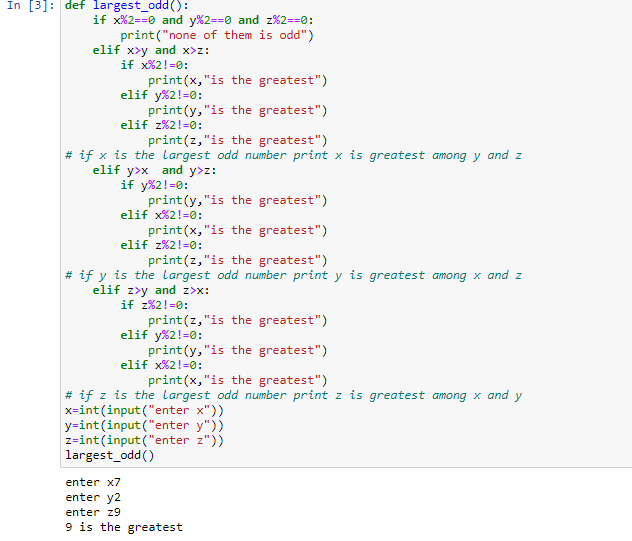 In [3]: def largest_odd():
    if x%2==0 and y%2==0 and z%2==0:
        print("none of them is odd")
    elif x>y and x>z:
        if x%2!=0:
            print(x,"is the greatest")
        elif y%2!=0:
            print(y,"is the greatest")
        elif z%2!=0:
            print(z,"is the greatest")
# if x is the largest odd number print x is greatest among y and z
    elif y>x  and y>z:
        if y%2!=0:
            print(y,"is the greatest")
        elif x%2!=0:
            print(x,"is the greatest")
        elif z%2!=0:
            print(z,"is the greatest")
# if y is the largest odd number print y is greatest among x and z
    elif z>y and z>x:
        if z%2!=0:
            print(z,"is the greatest")
        elif y%2!=0:
            print(y,"is the greatest")
        elif x%2!=0:
            print(x,"is the greatest")
# if z is the largest odd number print z is greatest among x and y
x=int(input("enter x"))
y=int(input("enter y"))
z=int(input("enter z"))
largest_odd()
enter x7
enter y2
enter z9
9 is the greatest